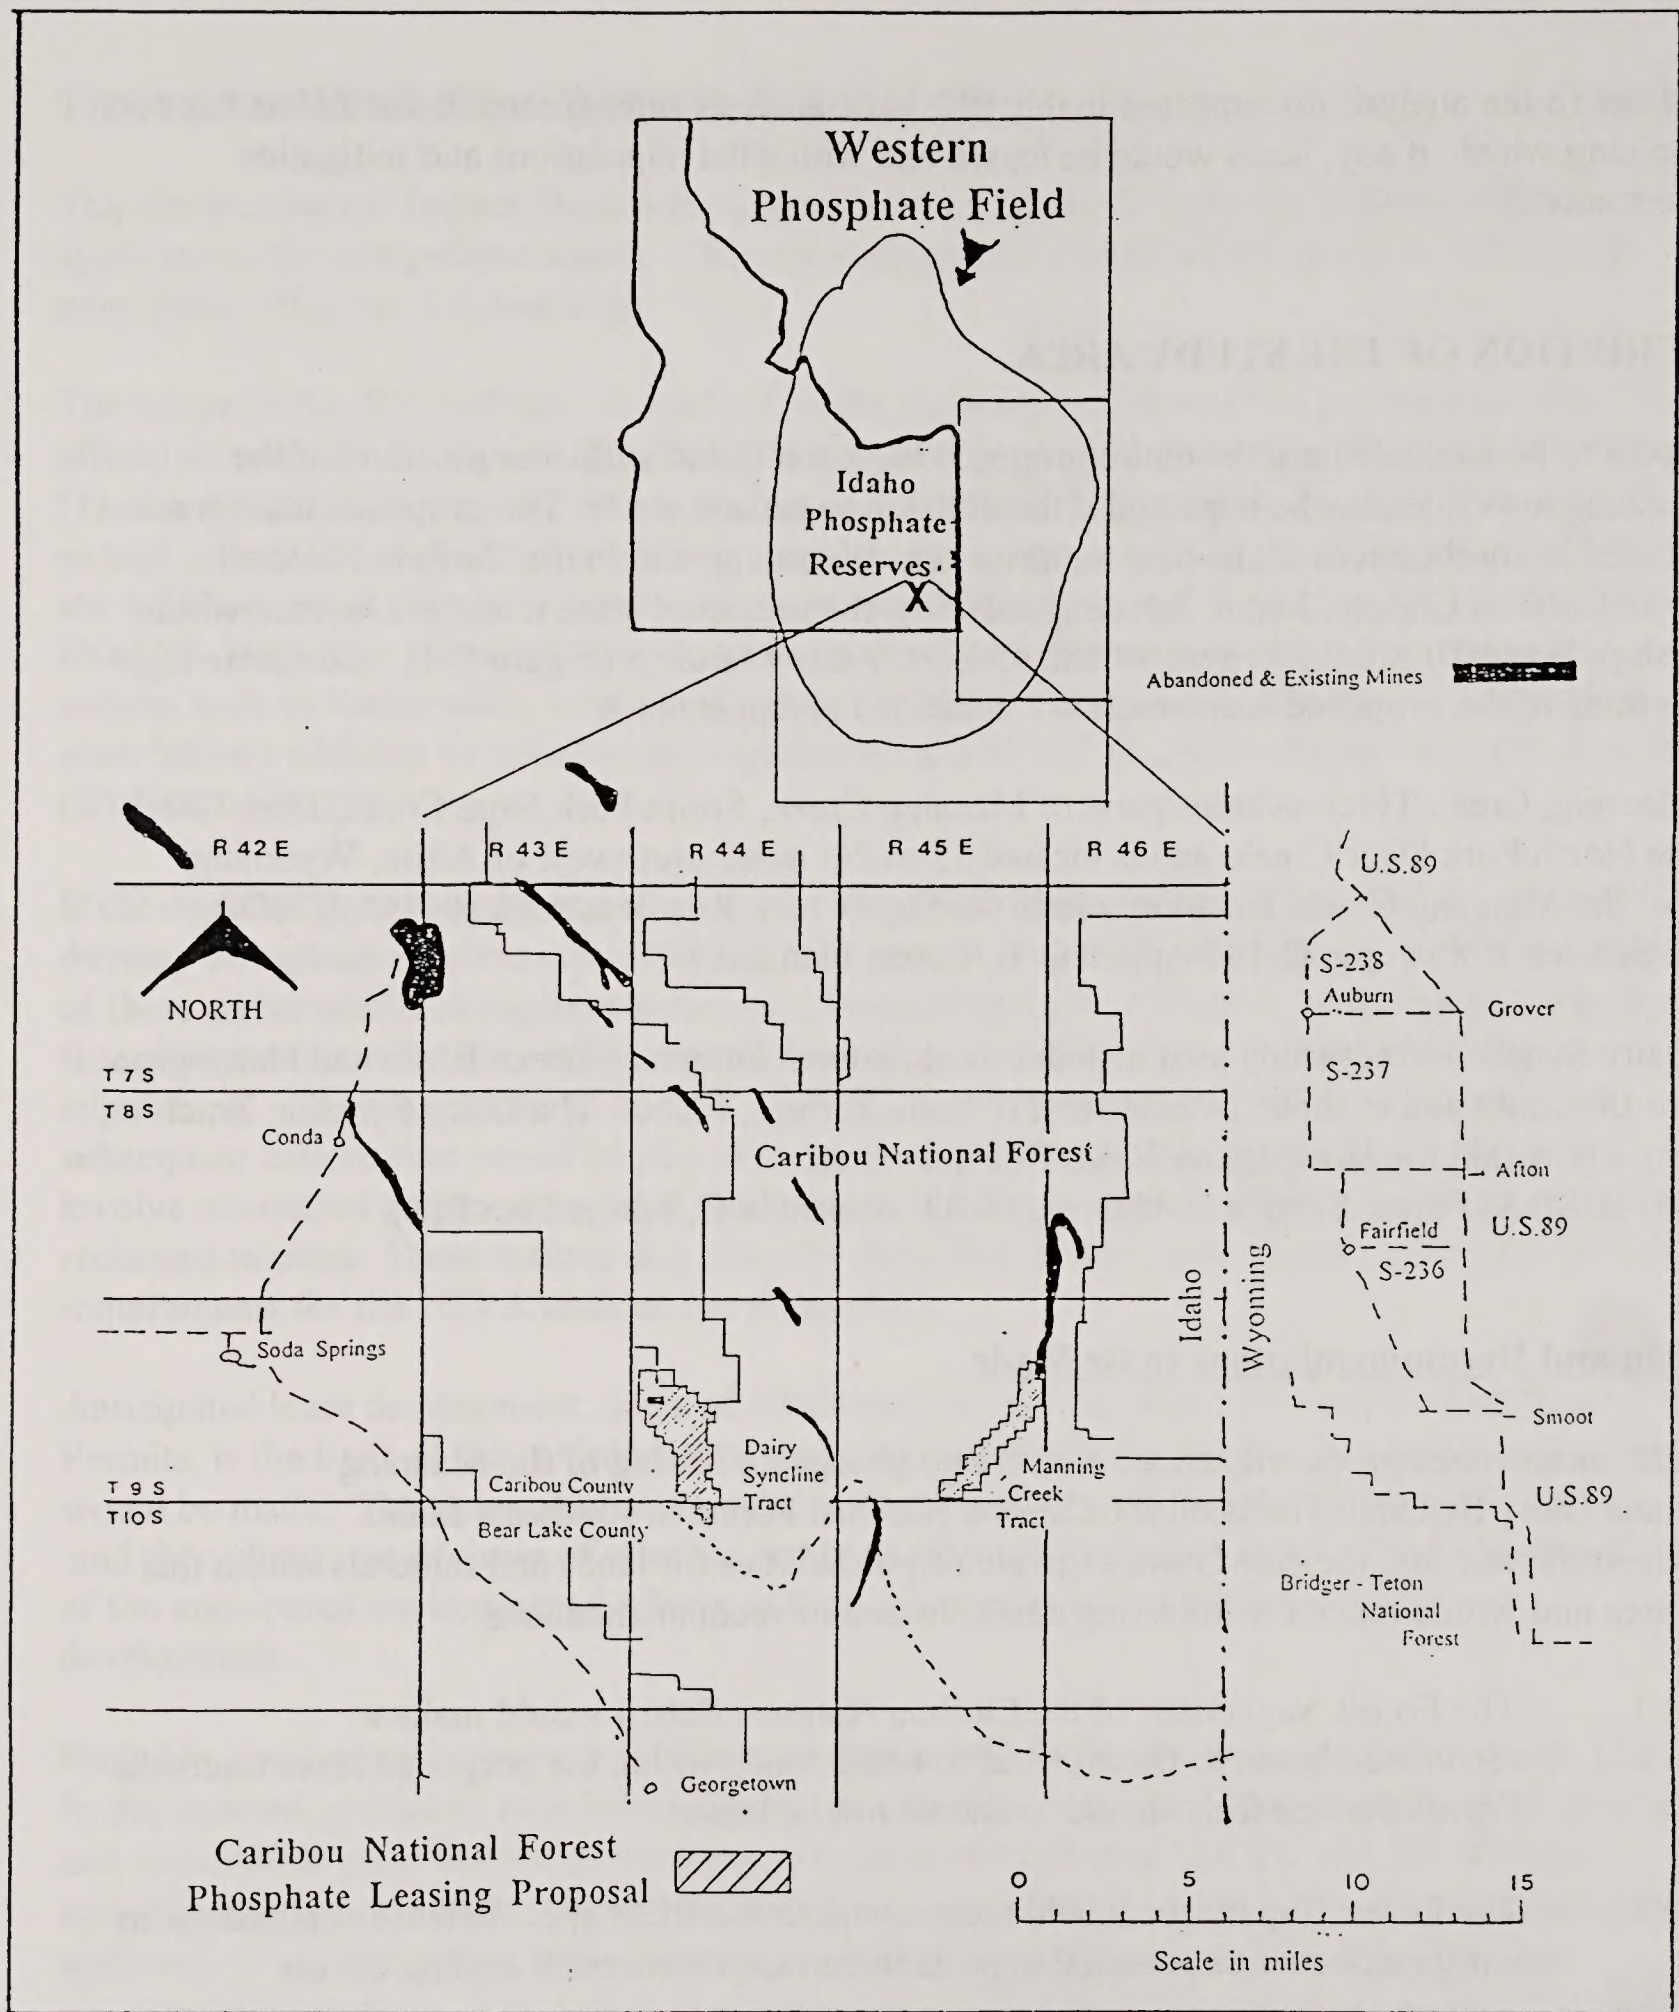 Western
Phosphate Field
Idaho
Phosphate
Reserves
X
Abandoned & Existing Mines
R 42 E
R 43 E
R 44 E
R 45 E
R 46 E
U.S.89
NORTH
S-238
Auburn
Grover
S-237
T 7 S
T 8 S
Conda
Caribou National Forest
Afton
Fairfield
U.S.89
S-236
Idaho
Wyoming
Soda Springs
Smoot
Dairy
Syncline
Tract
Manning
Creek
Tract
T 9 S
T10S
Caribou County
Bear Lake County
U.S.89
Bridger - Teton
National
Forest
Georgetown
Caribou National Forest
Phosphate Leasing Proposal
0 5 10 15
Scale in miles